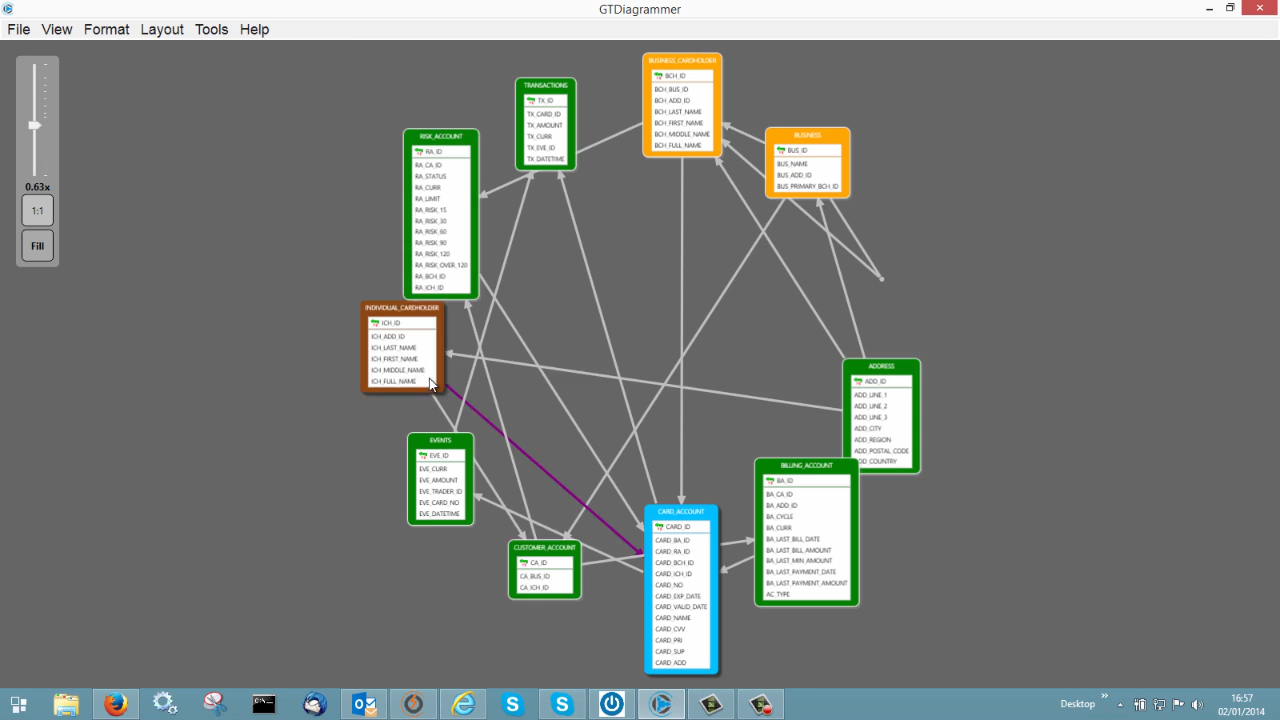 GTDiagrammer
File View Format Layout Tools Help
0.63x
1:1
Fill
BUSINESS_CARDHOLDER
BCH_ID
BCH_BUS_ID
BCH_ADD_ID
BCH_LAST_NAME
BCH_FIRST_NAME
BCH_MIDDLE_NAME
BCH_FULL_NAME
TRANSACTIONS
TX_ID
TX_CARD_ID
TX_AMOUNT
TX_CURR
TX_EVE_ID
TX_DATETIME
BUSINESS
BUS_ID
BUS_NAME
BUS_ADD_ID
BUS_PRIMARY_BCH_ID
RISK_ACCOUNT
RA_ID
RA_CA_ID
RA_STATUS
RA_CURR
RA_LIMIT
RA_RISK_15
RA_RISK_30
RA_RISK_60
RA_RISK_90
RA_RISK_120
RA_RISK_OVER_120
RA_BCH_ID
RA_ICH_ID
INDIVIDUAL_CARDHOLDER
ICH_ID
ICH_ADD_ID
ICH_LAST_NAME
ICH_FIRST_NAME
ICH_MIDDLE_NAME
ICH_FULL_NAME
ADDRESS
ADD_ID
ADD_LINE_1
ADD_LINE_2
ADD_LINE_3
ADD_CITY
ADD_REGION
ADD_POSTAL_CODE
DD_COUNTRY
EVENTS
EVE_ID
EVE_CURR
EVE_AMOUNT
EVE_TRADER_ID
EVE_CARD_NO
EVE_DATETIME
BILLING_ACCOUNT
BA_ID
BA_CA_ID
BA_ADD_ID
BA_CYCLE
BA_CURR
BA_LAST_BILL_DATE
BA_LAST_BILL_AMOUNT
BA_LAST_MIN_AMOUNT
BA_LAST_PAYMENT_DATE
BA_LAST_PAYMENT_AMOUNT
AC_TYPE
CARD_ACCOUNT
CARD_ID
CARD_BA_ID
CARD_RA_ID
CARD_BCH_ID
CARD_ICH_ID
CARD_NO
CARD_EXP_DATE
CARD_VALID_DATE
CARD_NAME
CARD_CVV
CARD_PRI
CARD_SUP
CARD_ADD
CUSTOMER_ACCOUNT
CA_ID
CA_BUS_ID
CA_ICH_ID
Desktop
16:57
02/01/2014